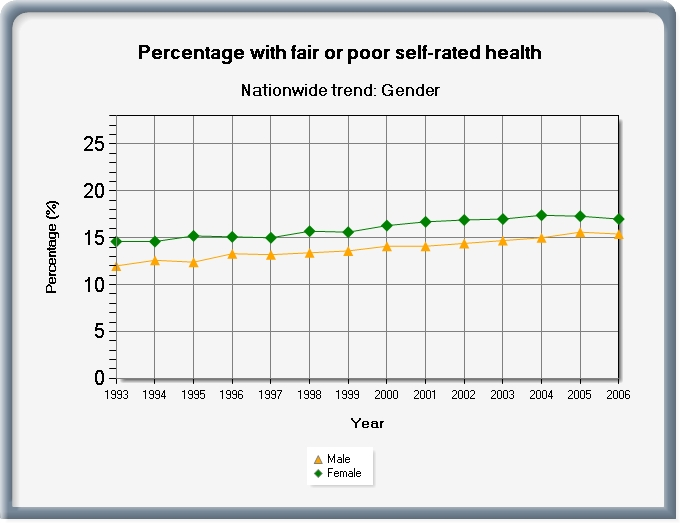 Percentage with fair or poor self-rated health
Nationwide trend: Gender
Percentage (%)
25
20
15
10
5
0
1993 1994 1995 1996 1997 1998 1999 2000 2001 2002 2003 2004 2005 2006
Year
Male
Female